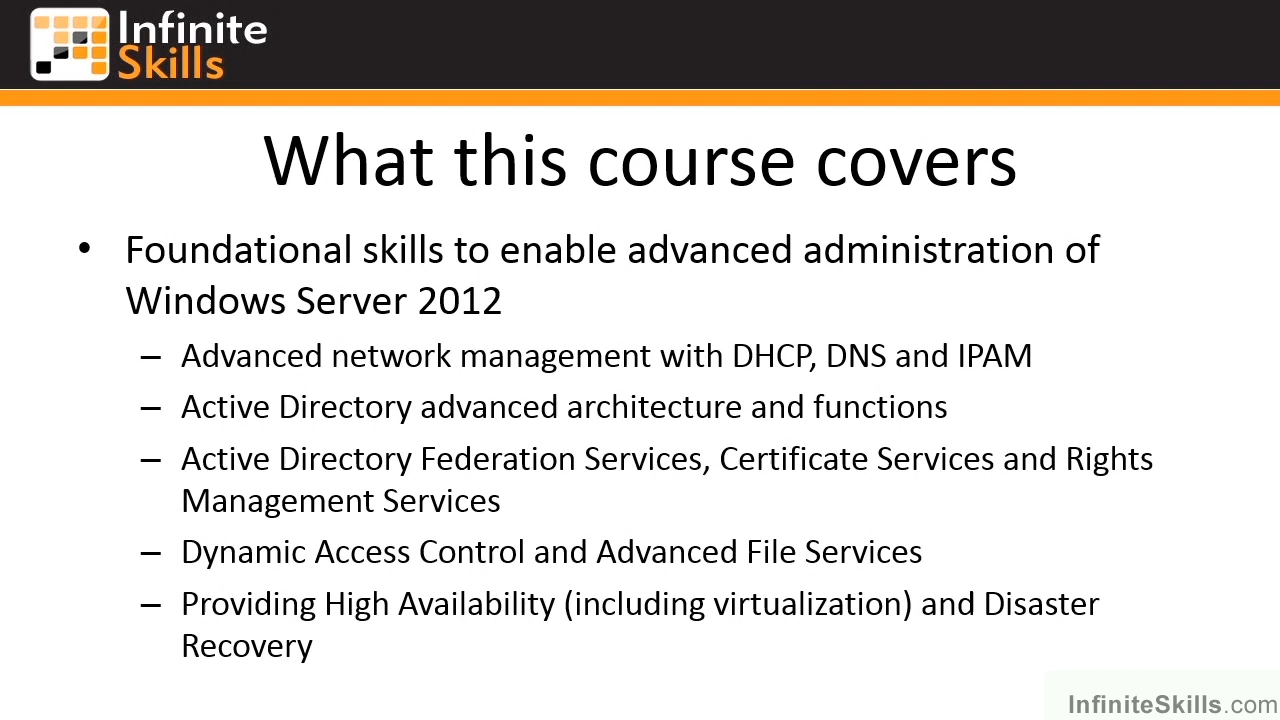 Infinite
Skills
What this course covers
• Foundational skills to enable advanced administration of
Windows Server 2012
– Advanced network management with DHCP, DNS and IPAM
– Active Directory advanced architecture and functions
– Active Directory Federation Services, Certificate Services and Rights
Management Services
– Dynamic Access Control and Advanced File Services
– Providing High Availability (including virtualization) and Disaster
Recovery
InfiniteSkills.com